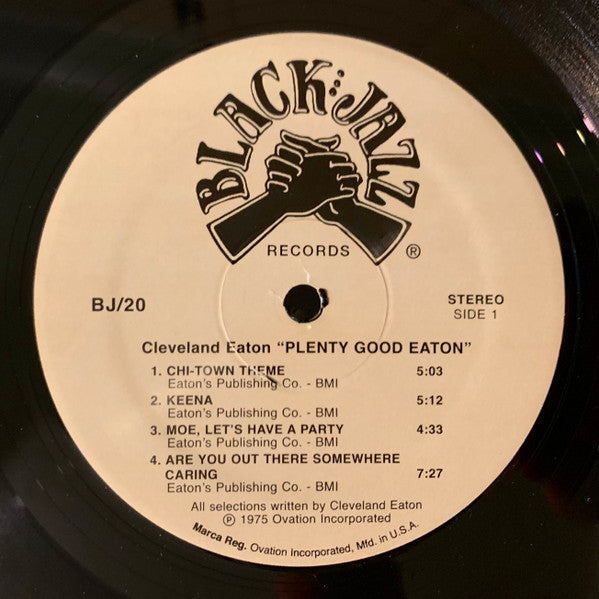 BLACK JAZZ
RECORDS ®
BJ/20
STEREO
SIDE 1
Cleveland Eaton "PLENTY GOOD EATON"
1. CHI-TOWN THEME 5:03
Eaton's Publishing Co. - BMI
2. KEENA 5:12
Eaton's Publishing Co. - BMI
3. MOE, LET'S HAVE A PARTY 4:33
Eaton's Publishing Co. - BMI
4. ARE YOU OUT THERE SOMEWHERE
CARING 7:27
Eaton's Publishing Co. - BMI
All selections written by Cleveland Eaton
℗ 1975 Ovation Incorporated
Marca Reg. Ovation Incorporated, Mfd. in U.S.A.